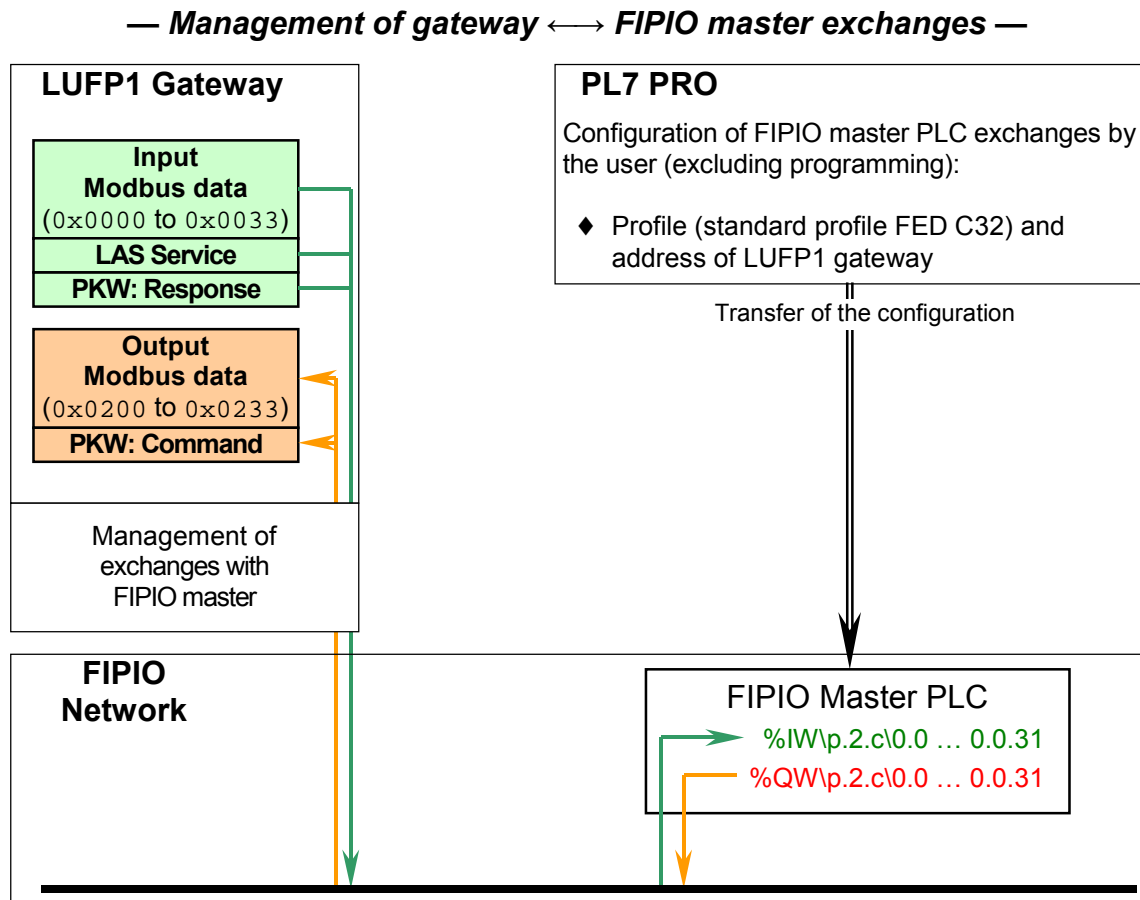 — Management of gateway ←→ FIPIO master exchanges —
LUFP1 Gateway
Input
Modbus data
(0x0000 to 0x0033)
LAS Service
PKW: Response
Output
Modbus data
(0x0200 to 0x0233)
PKW: Command
Management of
exchanges with
FIPIO master
PL7 PRO
Configuration of FIPIO master PLC exchanges by
the user (excluding programming):
♦ Profile (standard profile FED C32) and
address of LUFP1 gateway
Transfer of the configuration
FIPIO
Network
FIPIO Master PLC
%IW\p.2.c\0.0 … 0.0.31
%QW\p.2.c\0.0 … 0.0.31